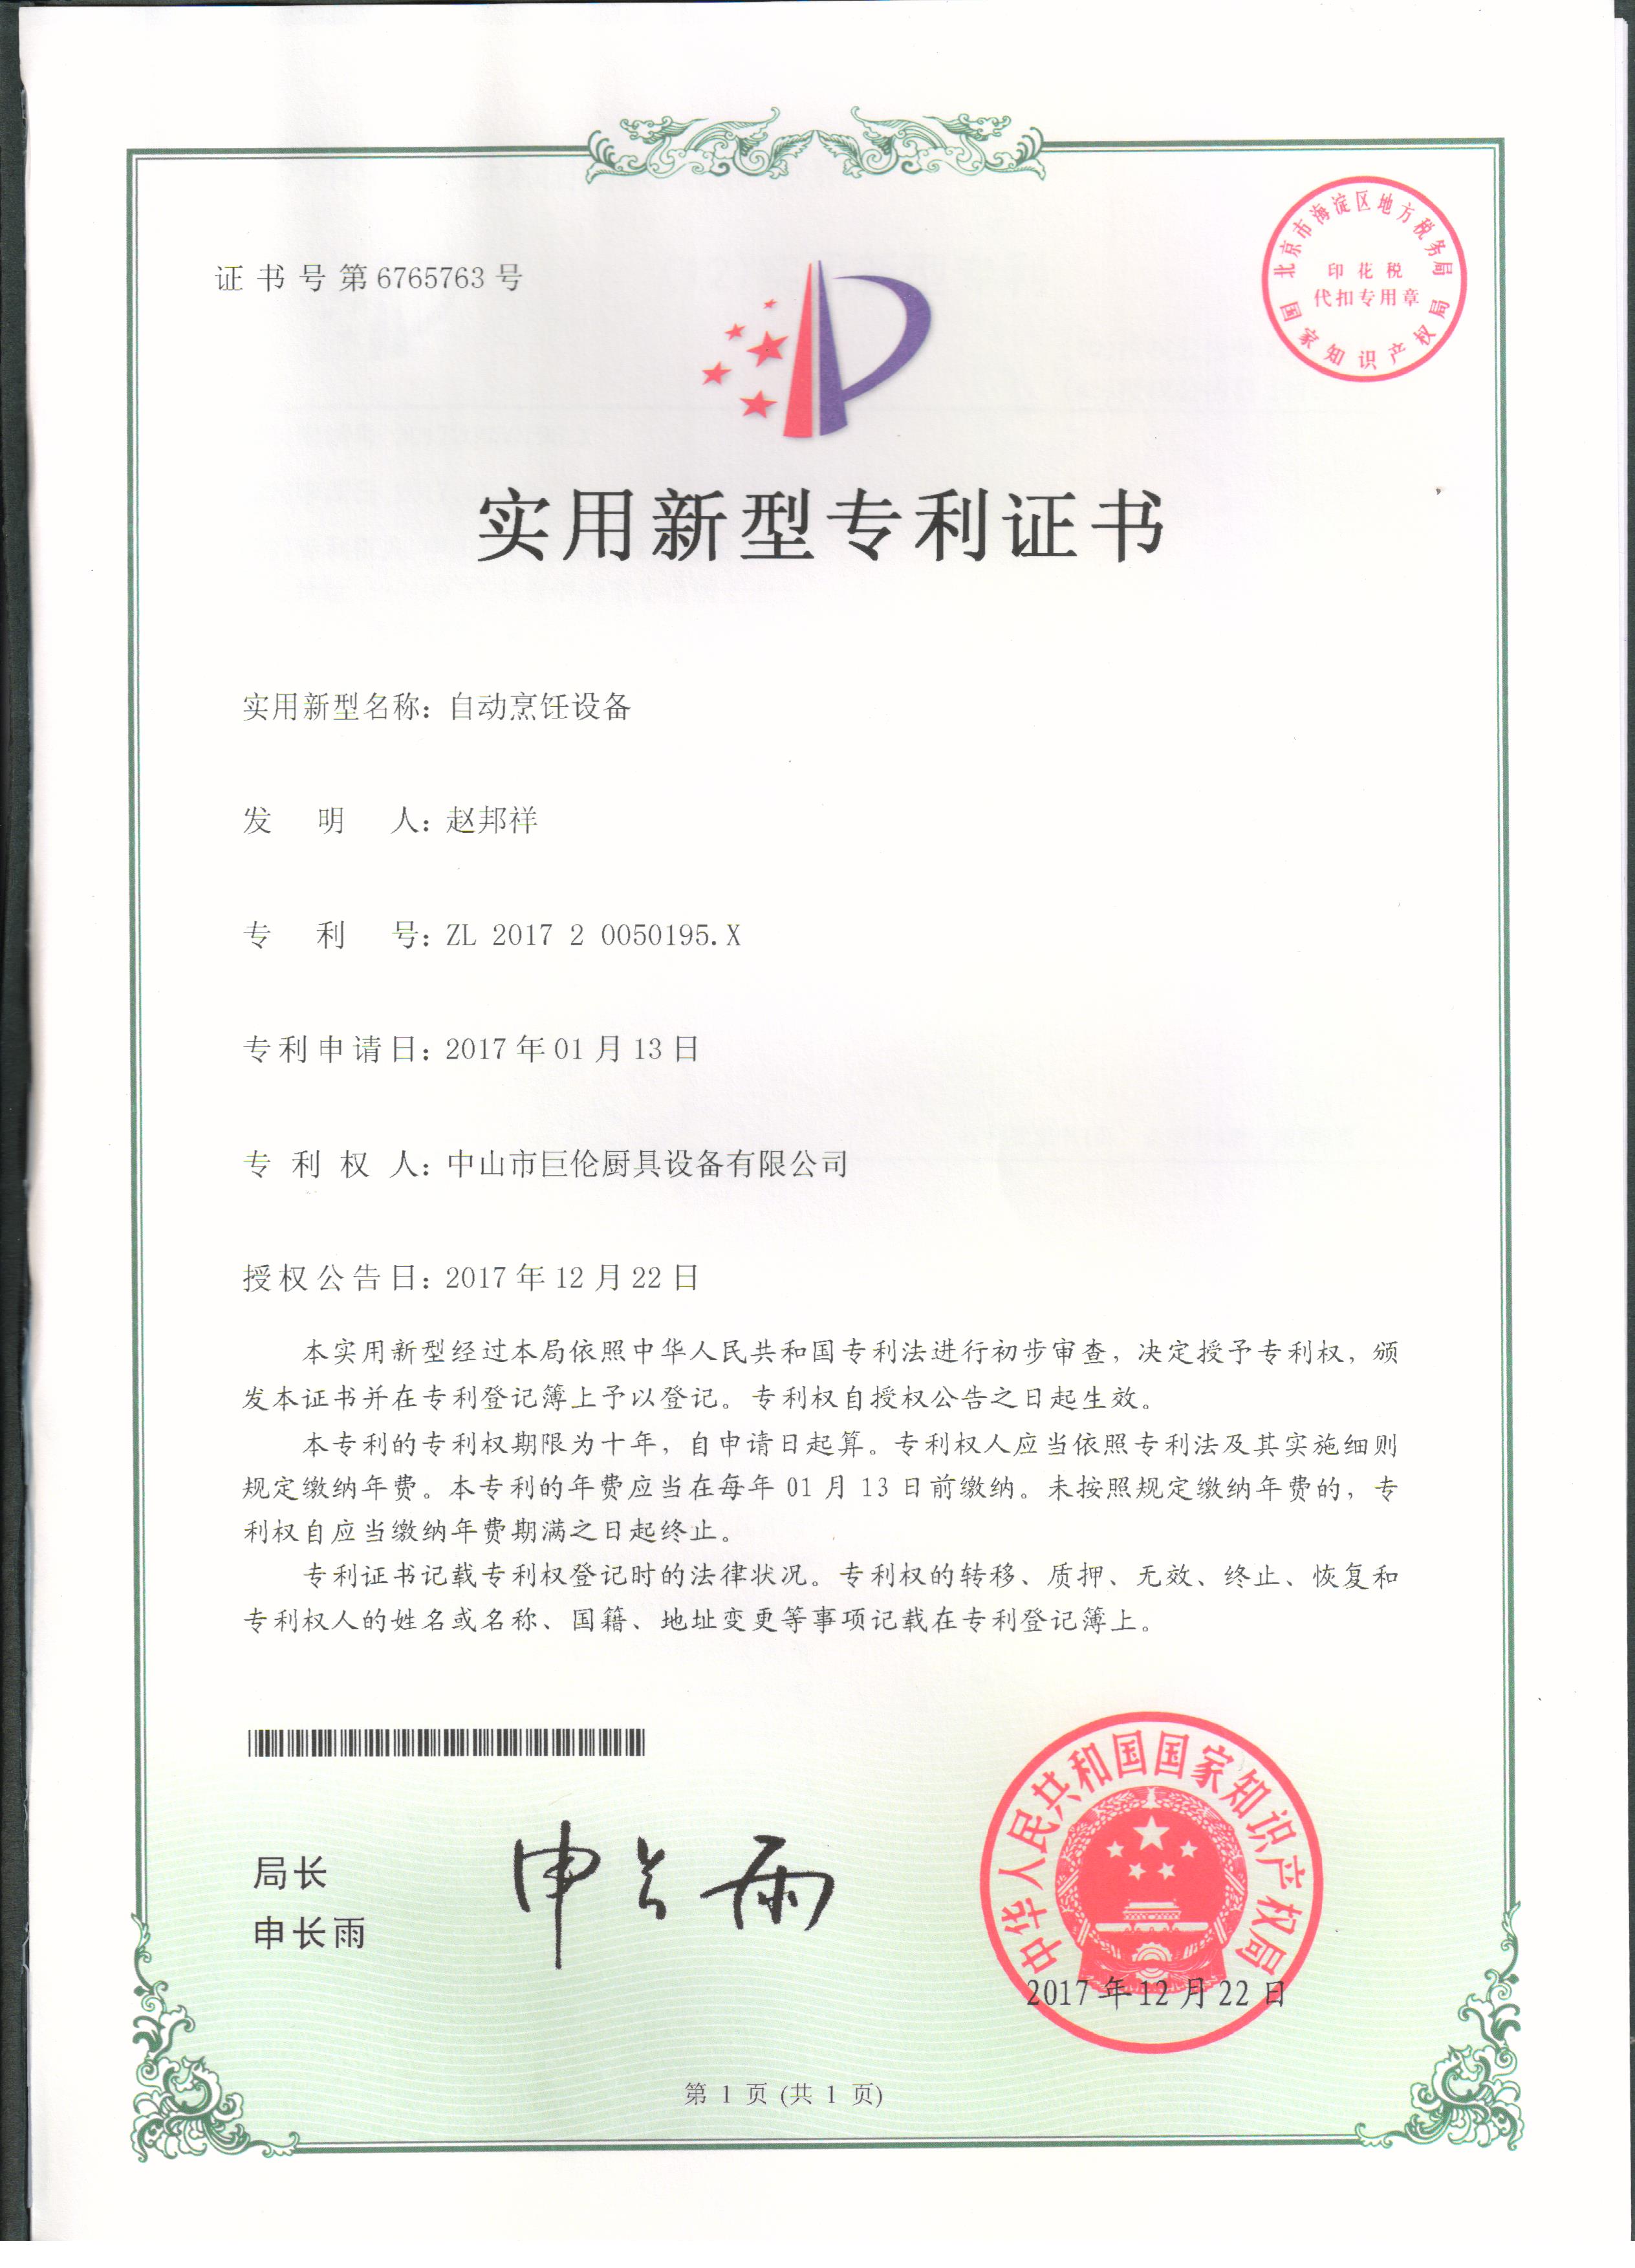 证书号第6765763号
北京市海淀区地方税务局
印花税
代扣专用章
国家知识产权局
实用新型专利证书
实用新型名称：自动烹饪设备
发明人：赵邦祥
专利号：ZL 2017 2 0050195.X
专利申请日：2017年01月13日
专利权人：中山市巨伦厨具设备有限公司
授权公告日：2017年12月22日
本实用新型经过本局依照中华人民共和国专利法进行初步审查，决定授予专利权，颁
发本证书并在专利登记簿上予以登记。专利权自授权公告之日起生效。
本专利的专利权期限为十年，自申请日起算。专利权人应当依照专利法及其实施细则
规定缴纳年费。本专利的年费应当在每年01月13日前缴纳。未按照规定缴纳年费的，专
利权自应当缴纳年费期满之日起终止。
专利证书记载专利权登记时的法律状况。专利权的转移、质押、无效、终止、恢复和
专利权人的姓名或名称、国籍、地址变更等事项记载在专利登记簿上。
局长
申长雨
申长雨
中华人民共和国国家知识产权局
2017年12月22日
第 1 页 (共 1 页)